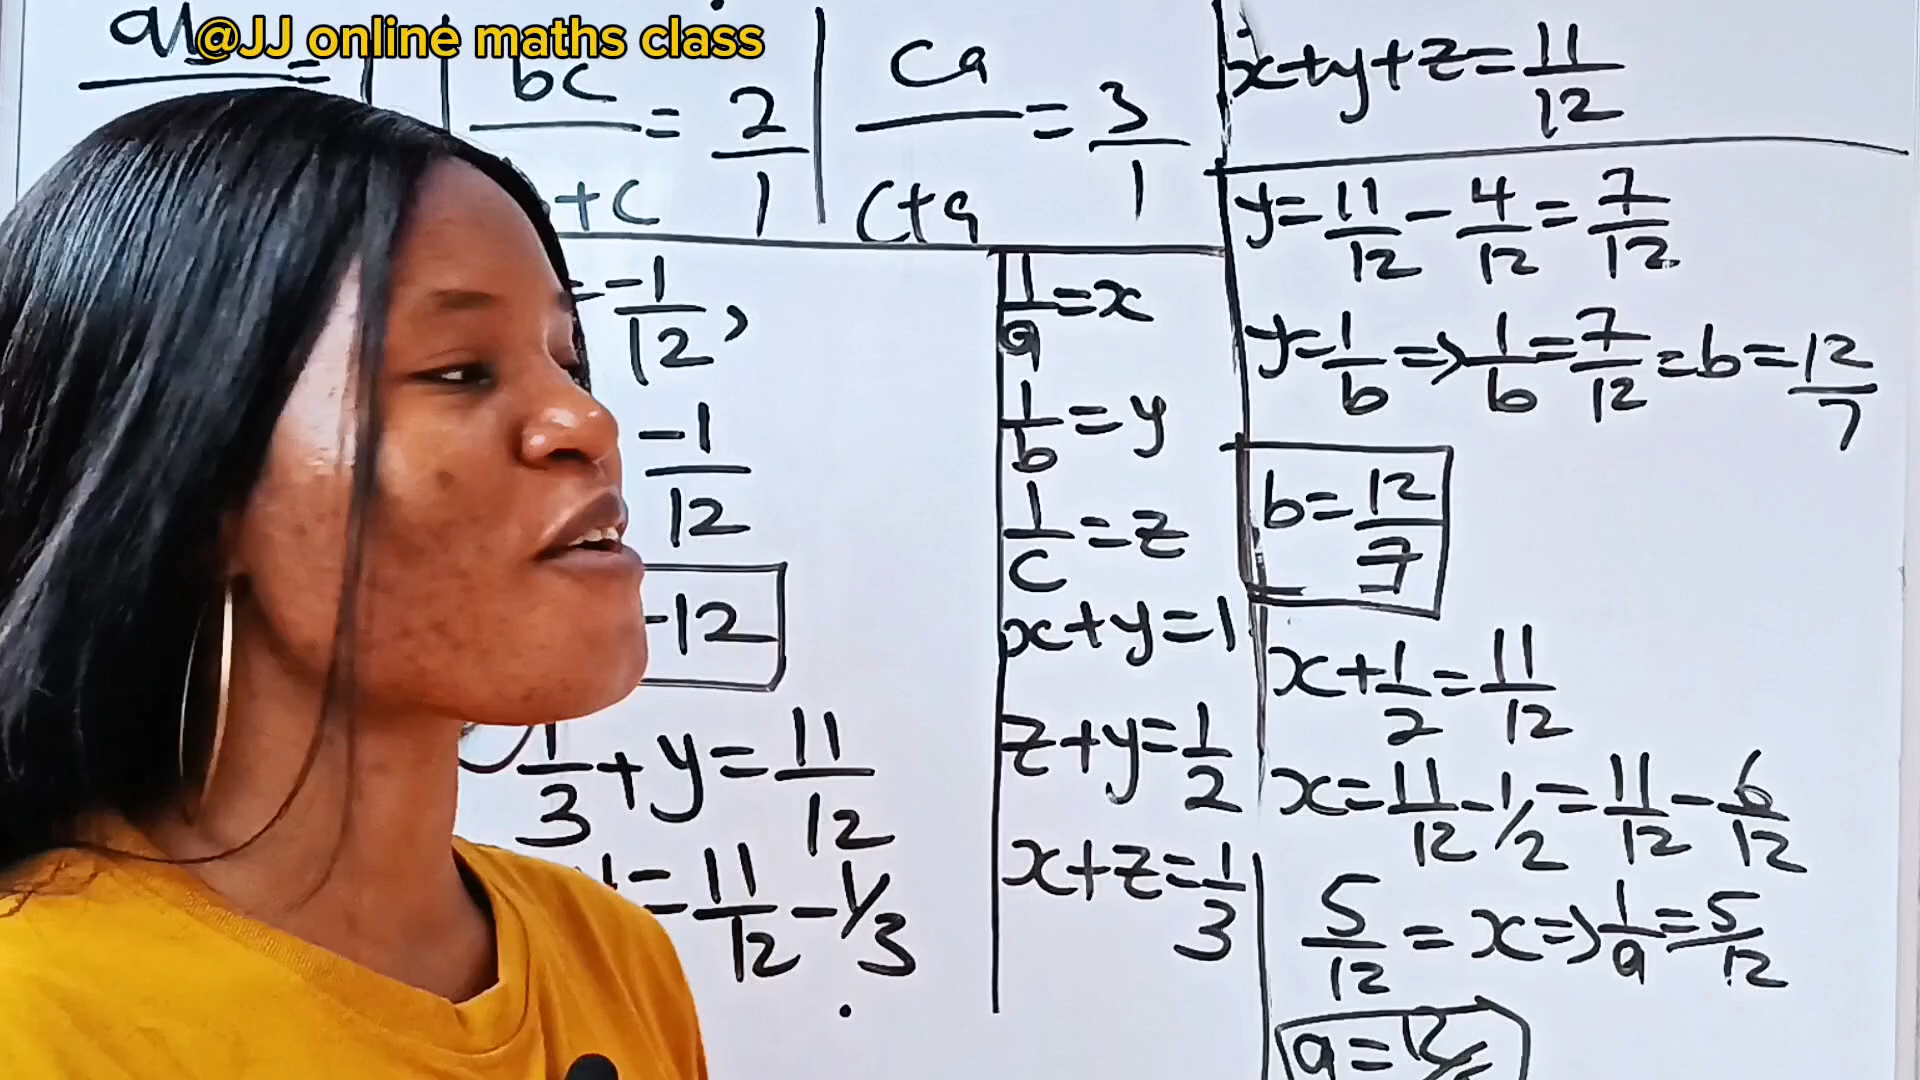 @JJ online maths class
bc/+c = 2/1
ca/c+a = 3/1
= -1/12,
-1/12
-12
1/3 + y = 11/12
= 11/12 - 1/3
1/a = x
1/b = y
1/c = z
x + y = 1
z + y = 1/2
x + z = 1/3
x + y + z = 11/12
y = 11/12 - 4/12 = 7/12
y = 1/b => 1/b = 7/12 = b = 12/7
b = 12/7
x + 1/2 = 11/12
x = 11/12 - 1/2 = 11/12 - 6/12
5/12 = x => 1/a = 5/12
a = 12/